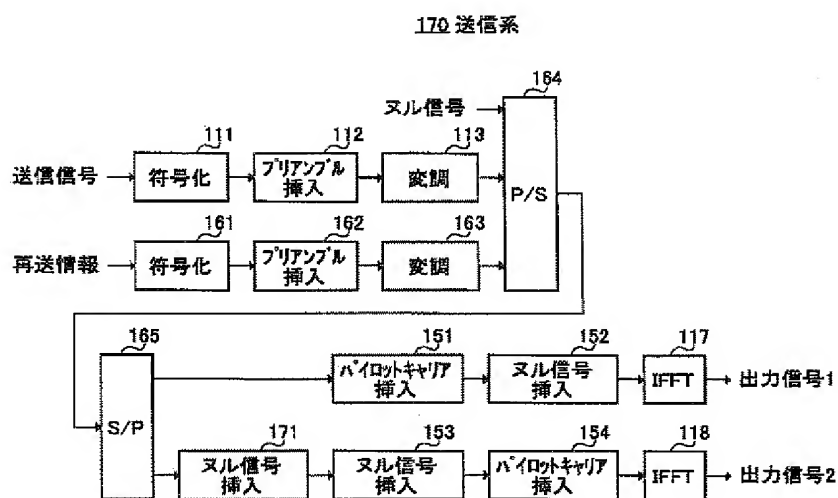 170 送信系
164
ヌル信号
111
112
113
送信信号
符号化
プリアンブル
挿入
変調
P/S
161
162
163
再送情報
符号化
プリアンブル
挿入
変調
165
151
152
117
パイロットキャリア
挿入
ヌル信号
挿入
IFFT
出力信号1
S/P
171
153
154
118
ヌル信号
挿入
ヌル信号
挿入
パイロットキャリア
挿入
IFFT
出力信号2